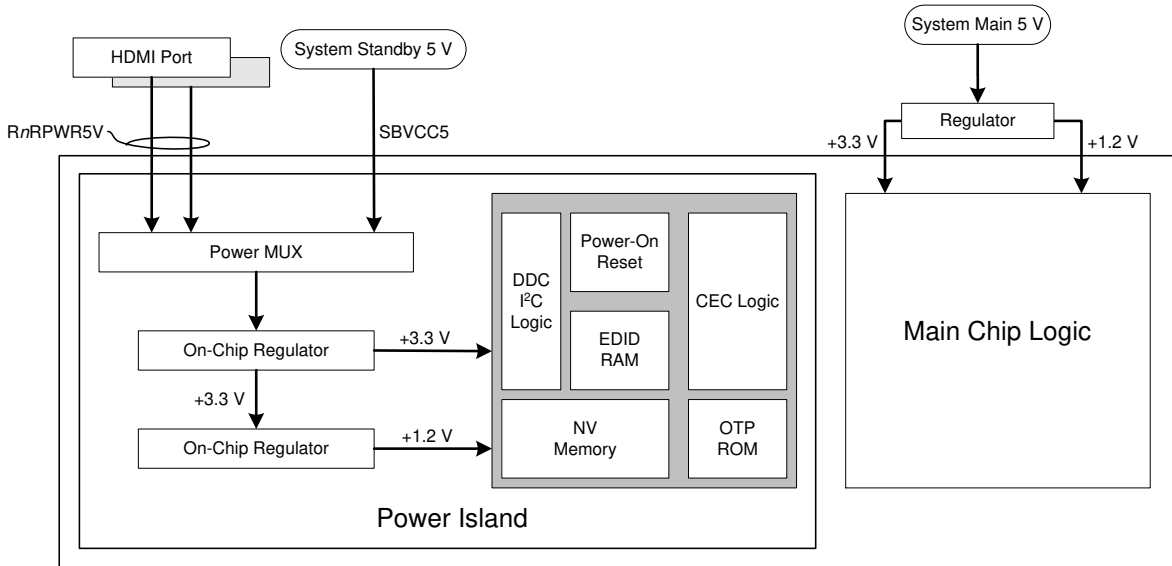 System Main 5 V
HDMI Port
System Standby 5 V
RnRPWR5V
SBVCC5
Regulator
+3.3 V
+1.2 V
Power MUX
DDC
I²C
Logic
Power-On
Reset
CEC Logic
EDID
RAM
Main Chip Logic
On-Chip Regulator
+3.3 V
+3.3 V
On-Chip Regulator
+1.2 V
NV
Memory
OTP
ROM
Power Island